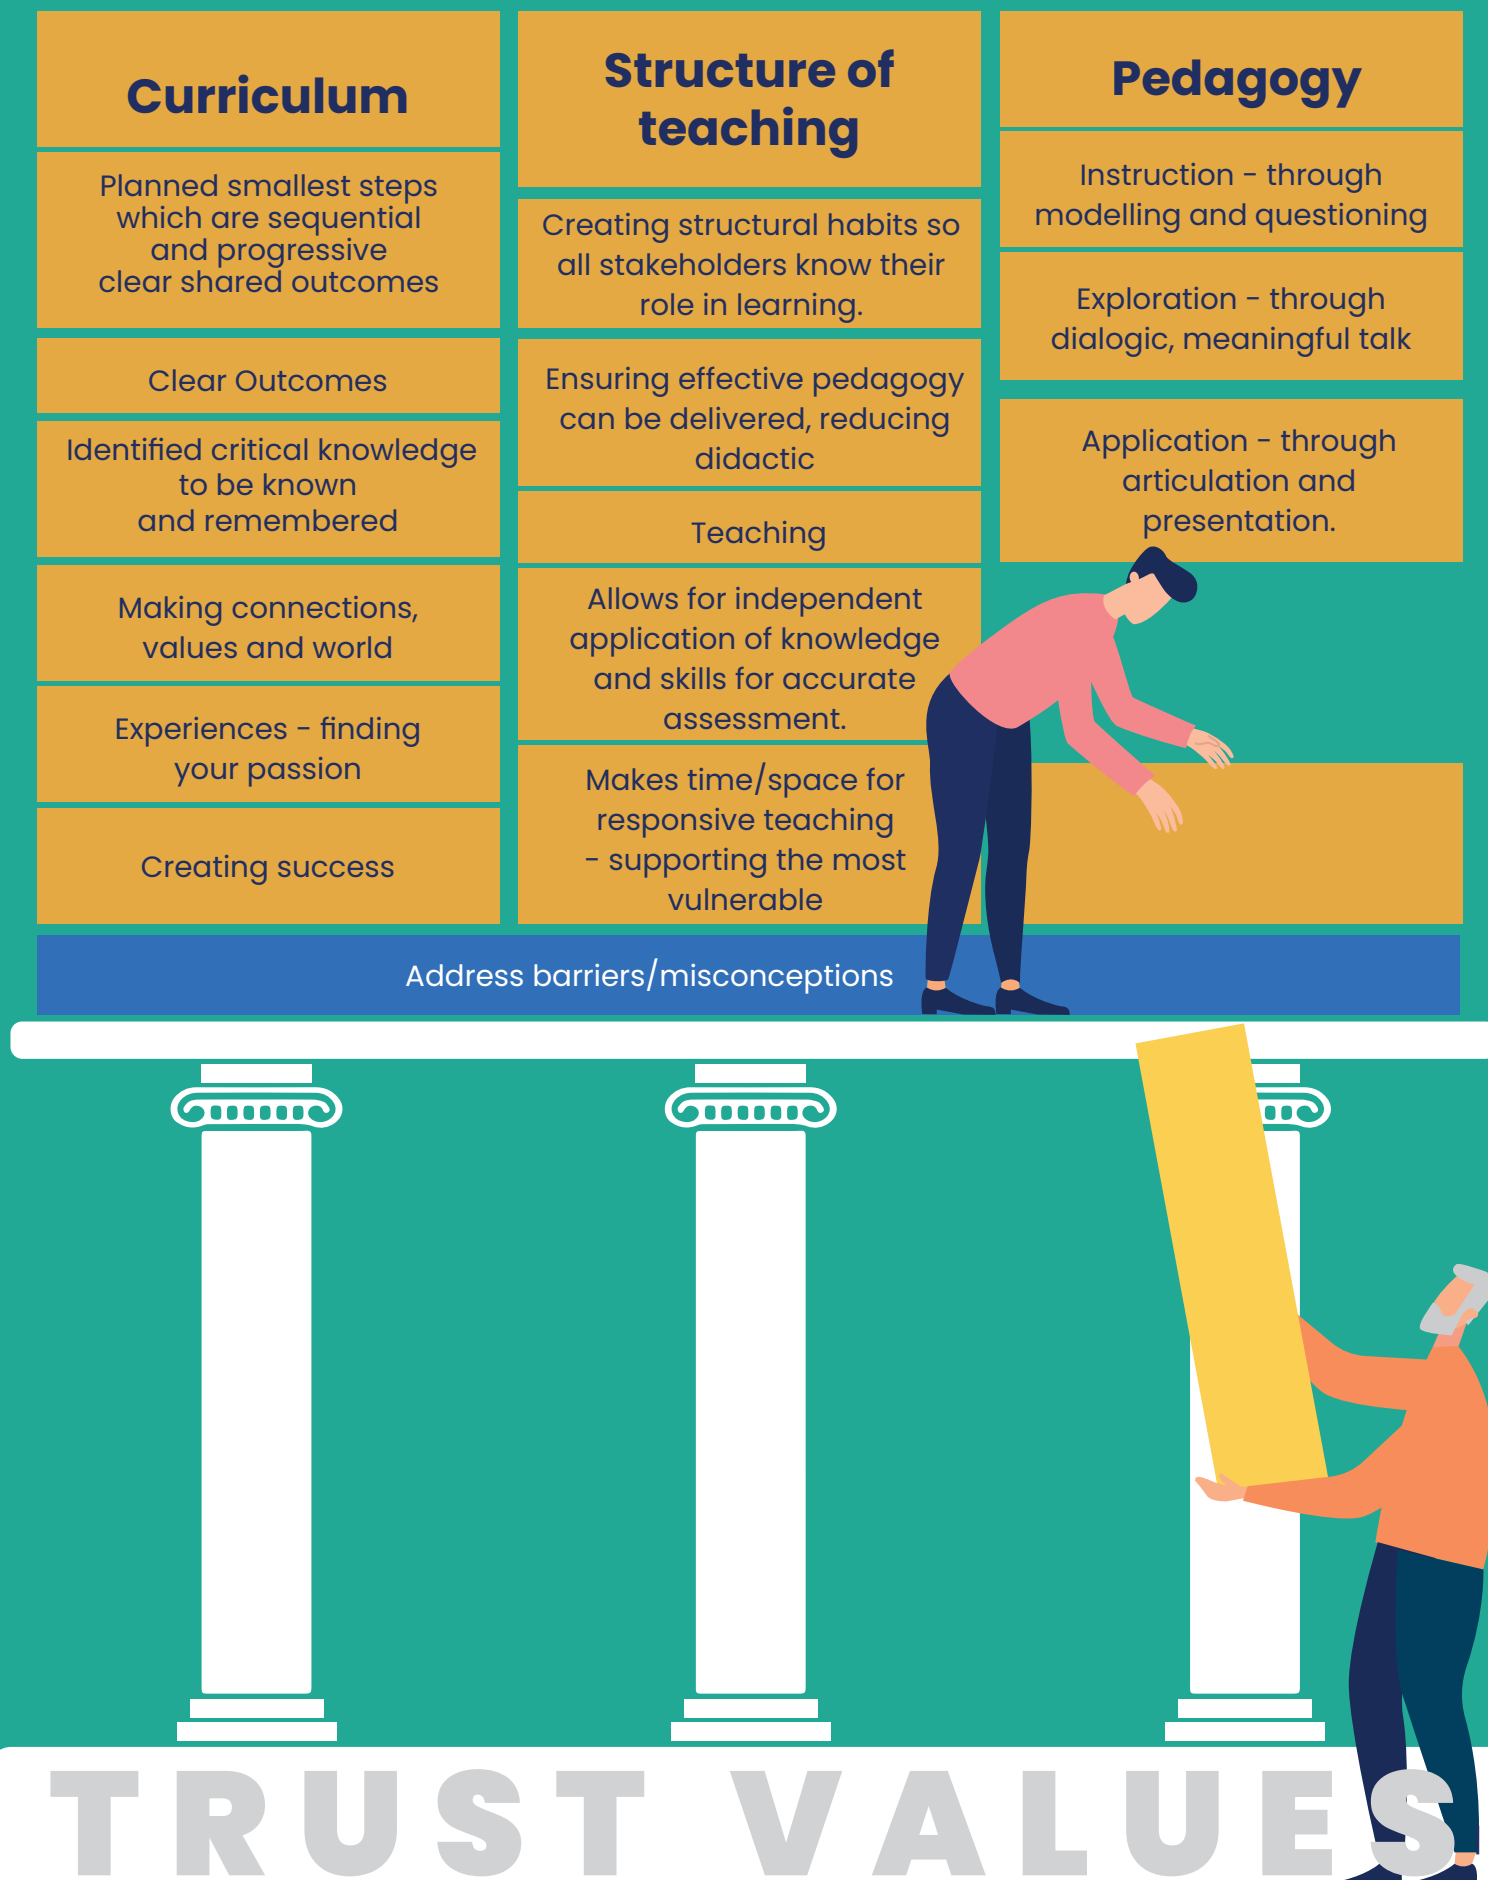 Curriculum
Planned smallest steps
which are sequential
and progressive
clear shared outcomes
Clear Outcomes
Identified critical knowledge
to be known
and remembered
Making connections,
values and world
Experiences - finding
your passion
Creating success
Structure of
teaching
Creating structural habits so
all stakeholders know their
role in learning.
Ensuring effective pedagogy
can be delivered, reducing
didactic
Teaching
Allows for independent
application of knowledge
and skills for accurate
assessment.
Makes time/space for
responsive teaching
- supporting the most
vulnerable
Pedagogy
Instruction - through
modelling and questioning
Exploration - through
dialogic, meaningful talk
Application - through
articulation and
presentation.
Address barriers/misconceptions
TRUST VALUES